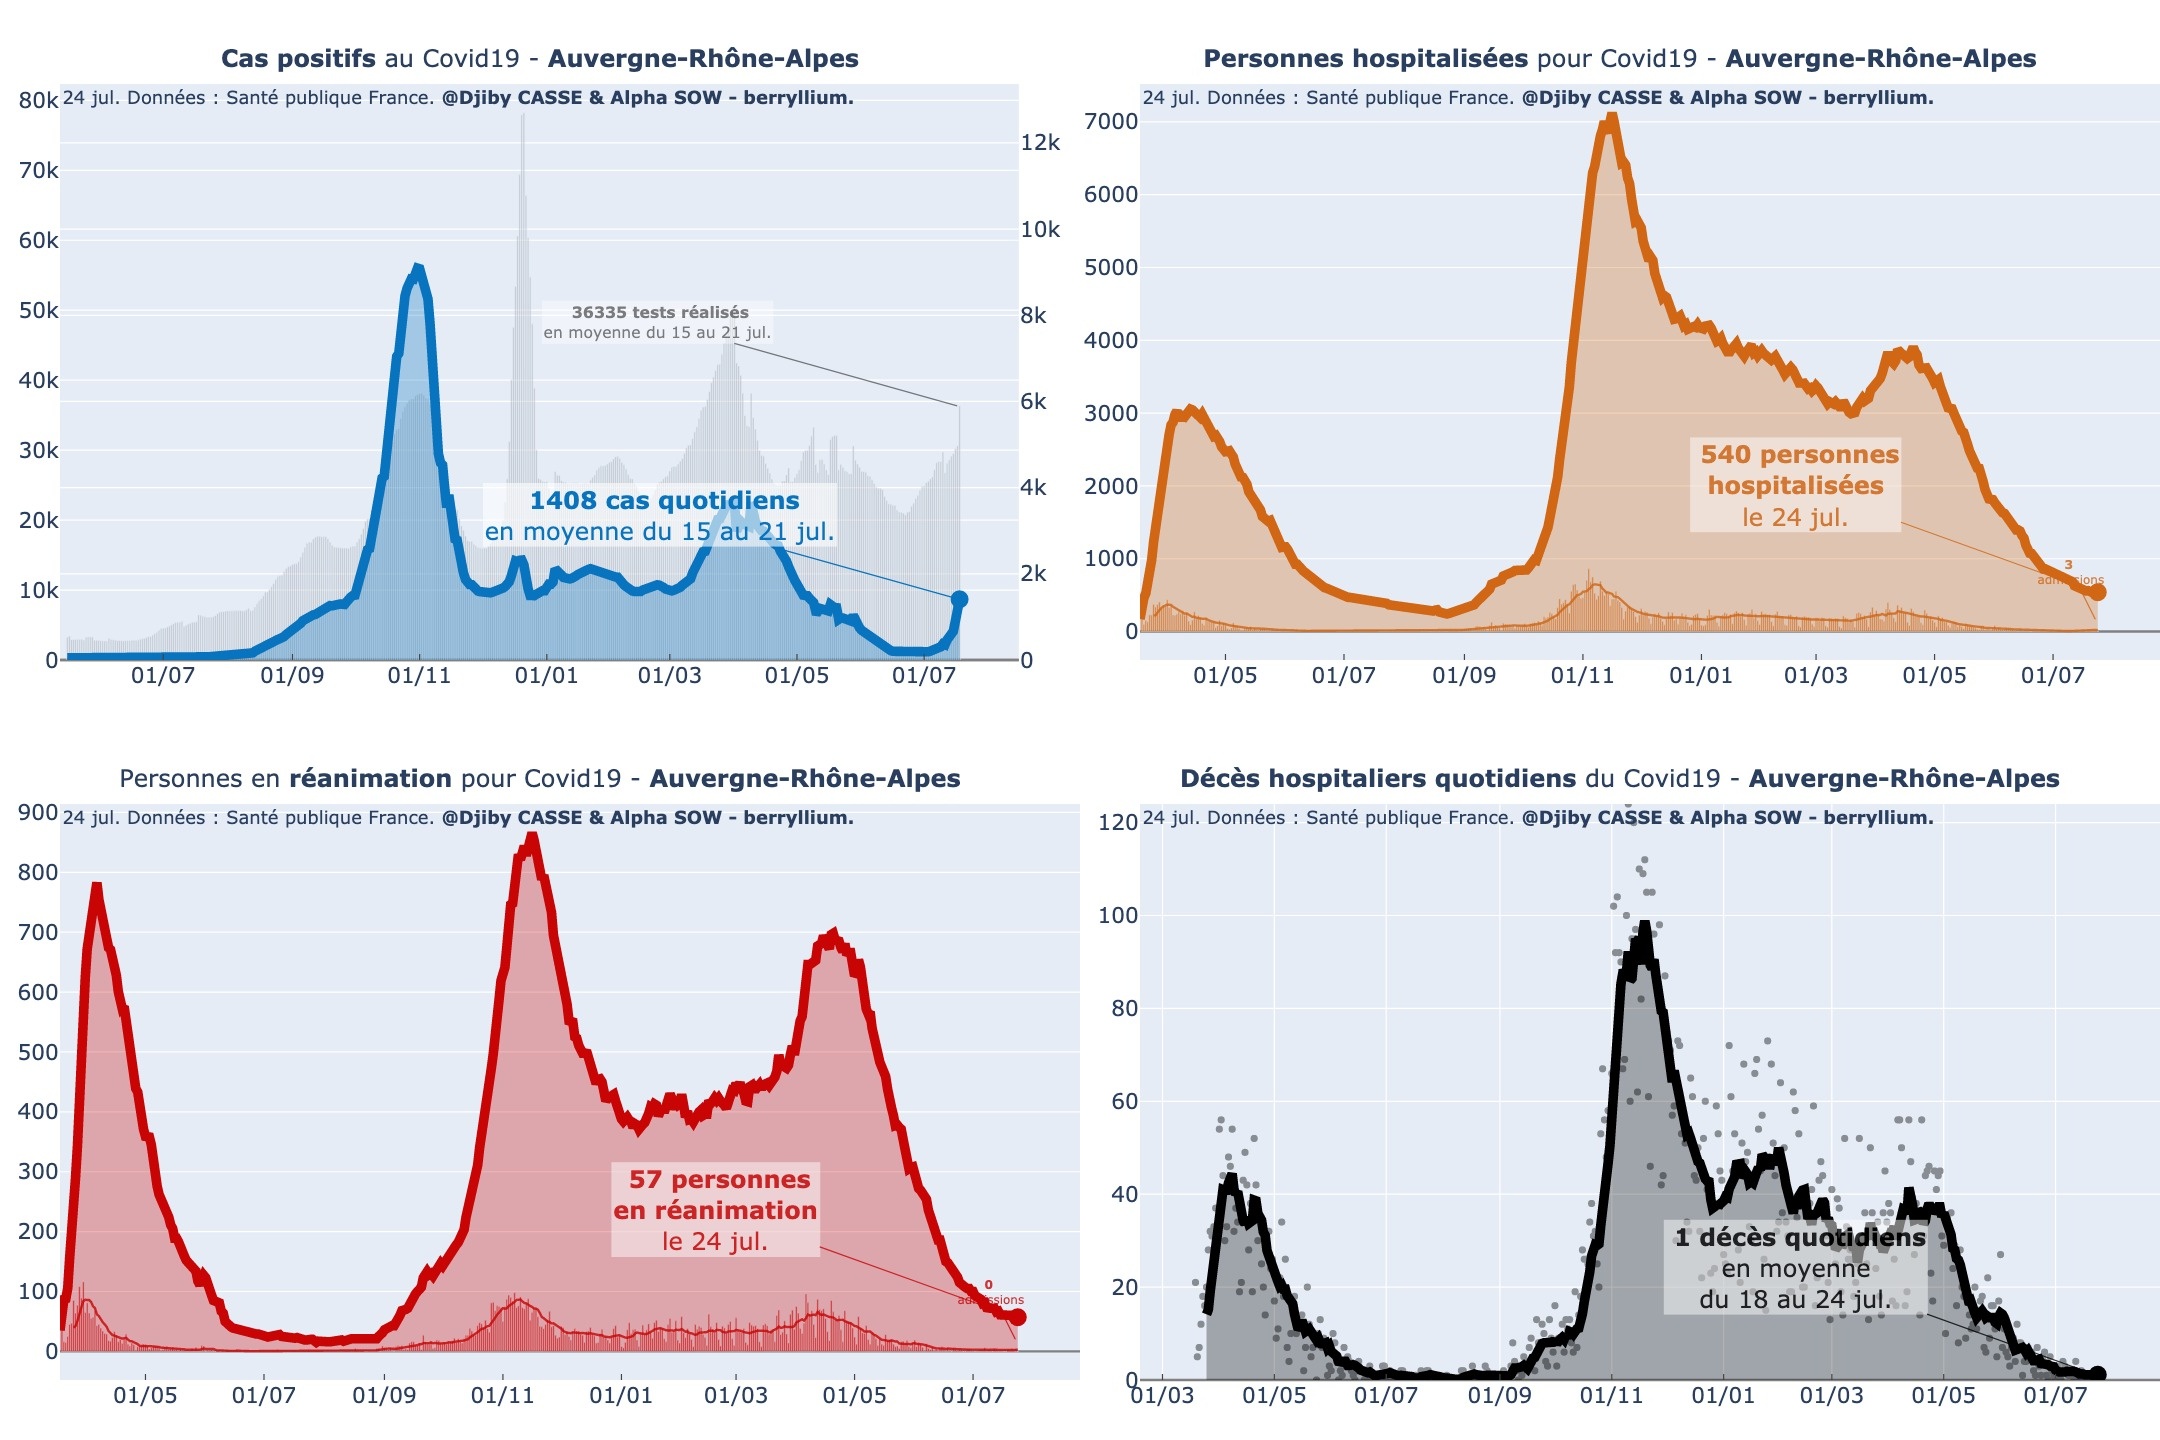 Cas positifs au Covid19 - Auvergne-Rhône-Alpes
24 jul. Données : Santé publique France. @Djiby CASSE & Alpha SOW - berryllium.
80k
70k
60k
50k
40k
30k
20k
10k
0
12k
10k
8k
6k
4k
2k
0
36335 tests réalisés
en moyenne du 15 au 21 jul.
1408 cas quotidiens
en moyenne du 15 au 21 jul.
01/07 01/09 01/11 01/01 01/03 01/05 01/07
Personnes hospitalisées pour Covid19 - Auvergne-Rhône-Alpes
24 jul. Données : Santé publique France. @Djiby CASSE & Alpha SOW - berryllium.
7000
6000
5000
4000
3000
2000
1000
0
540 personnes
hospitalisées
le 24 jul.
3
admissions
01/05 01/07 01/09 01/11 01/01 01/03 01/05 01/07
Personnes en réanimation pour Covid19 - Auvergne-Rhône-Alpes
24 jul. Données : Santé publique France. @Djiby CASSE & Alpha SOW - berryllium.
900
800
700
600
500
400
300
200
100
0
57 personnes
en réanimation
le 24 jul.
0
admissions
01/05 01/07 01/09 01/11 01/01 01/03 01/05 01/07
Décès hospitaliers quotidiens du Covid19 - Auvergne-Rhône-Alpes
24 jul. Données : Santé publique France. @Djiby CASSE & Alpha SOW - berryllium.
120
100
80
60
40
20
0
1 décès quotidiens
en moyenne
du 18 au 24 jul.
01/03 01/05 01/07 01/09 01/11 01/01 01/03 01/05 01/07